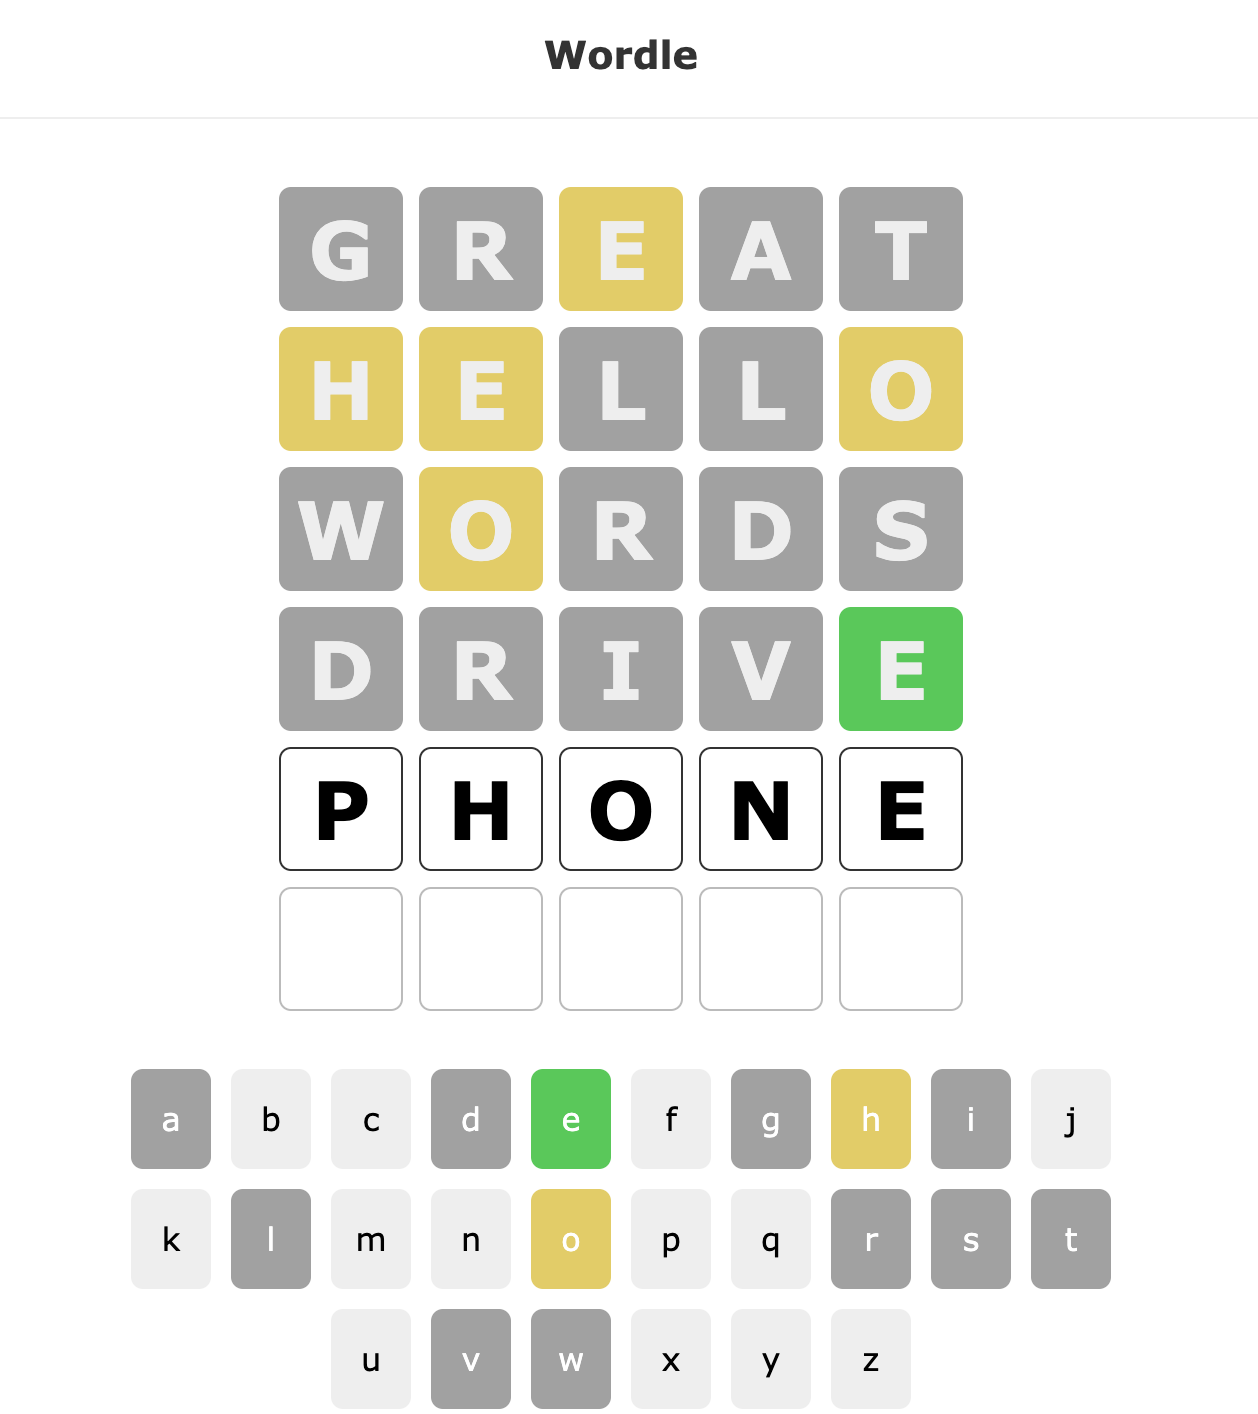 Wordle
G R E A T
H E L L O
W O R D S
D R I V E
P H O N E
a b c d e f g h i j
k l m n o p q r s t
u v w x y z